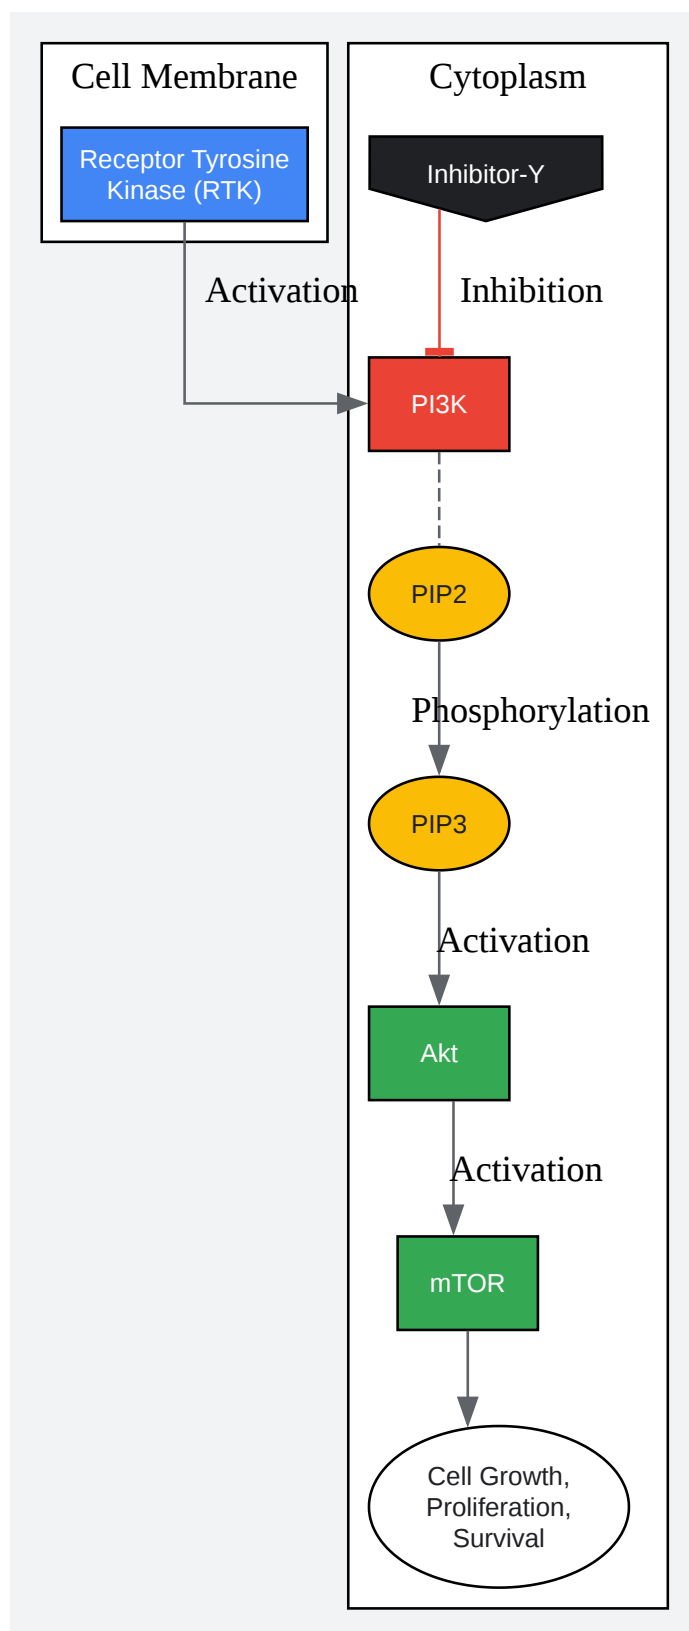 Cell Membrane
Cytoplasm
Receptor Tyrosine
Kinase (RTK)
Inhibitor-Y
Activation
Inhibition
PI3K
PIP2
Phosphorylation
PIP3
Activation
Akt
Activation
mTOR
Cell Growth,
Proliferation,
Survival